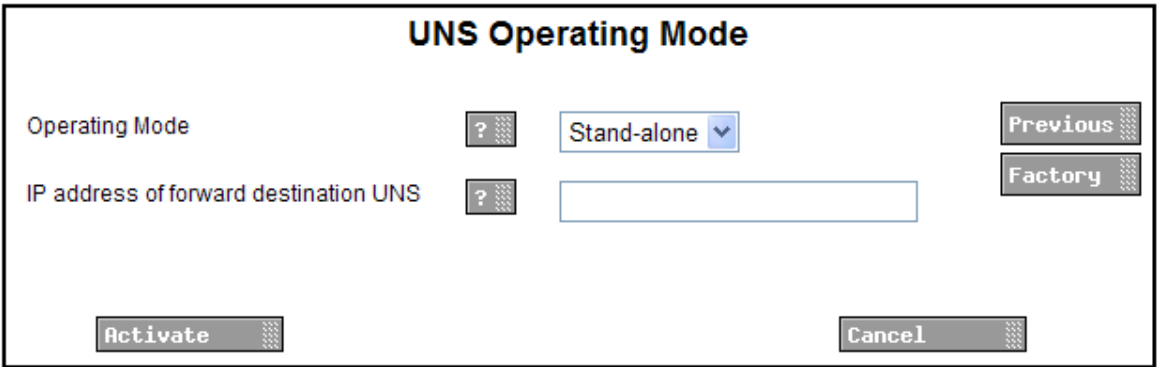 UNS Operating Mode
Operating Mode ? Stand-alone Previous
Factory
IP address of forward destination UNS ?
Activate Cancel